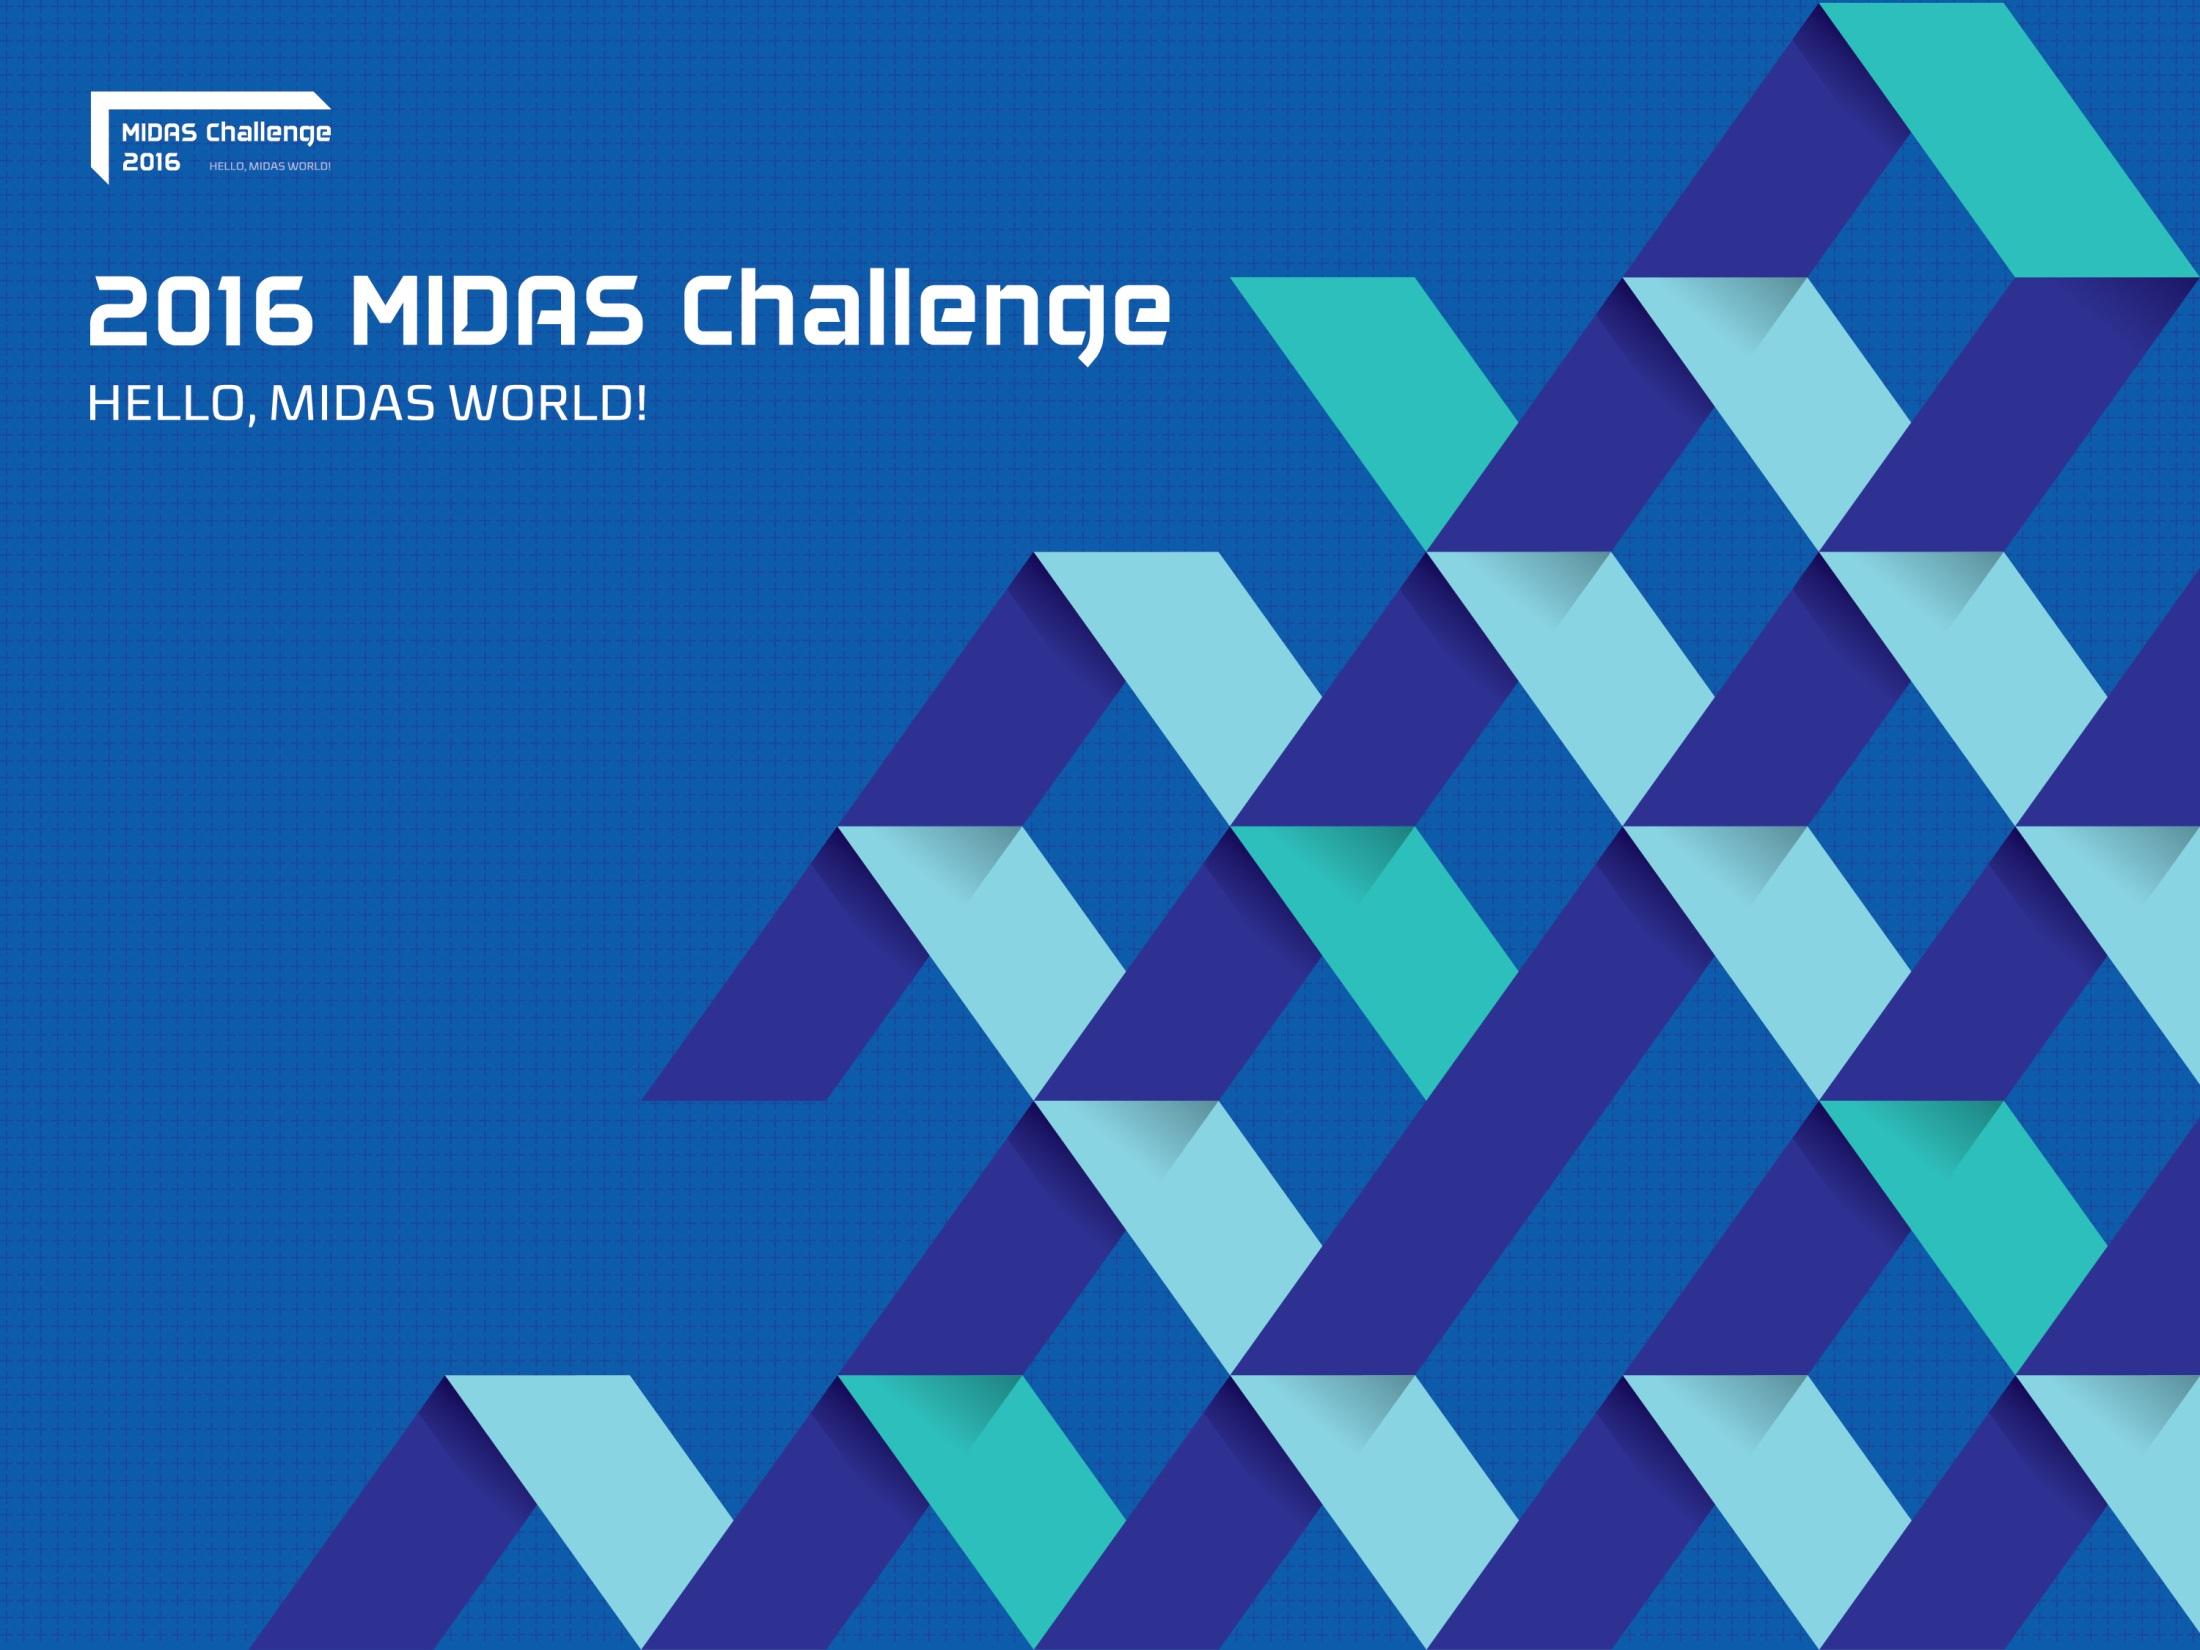 MIDAS Challenge
2016 HELLO, MIDAS WORLD!
2016 MIDAS Challenge
HELLO, MIDAS WORLD!